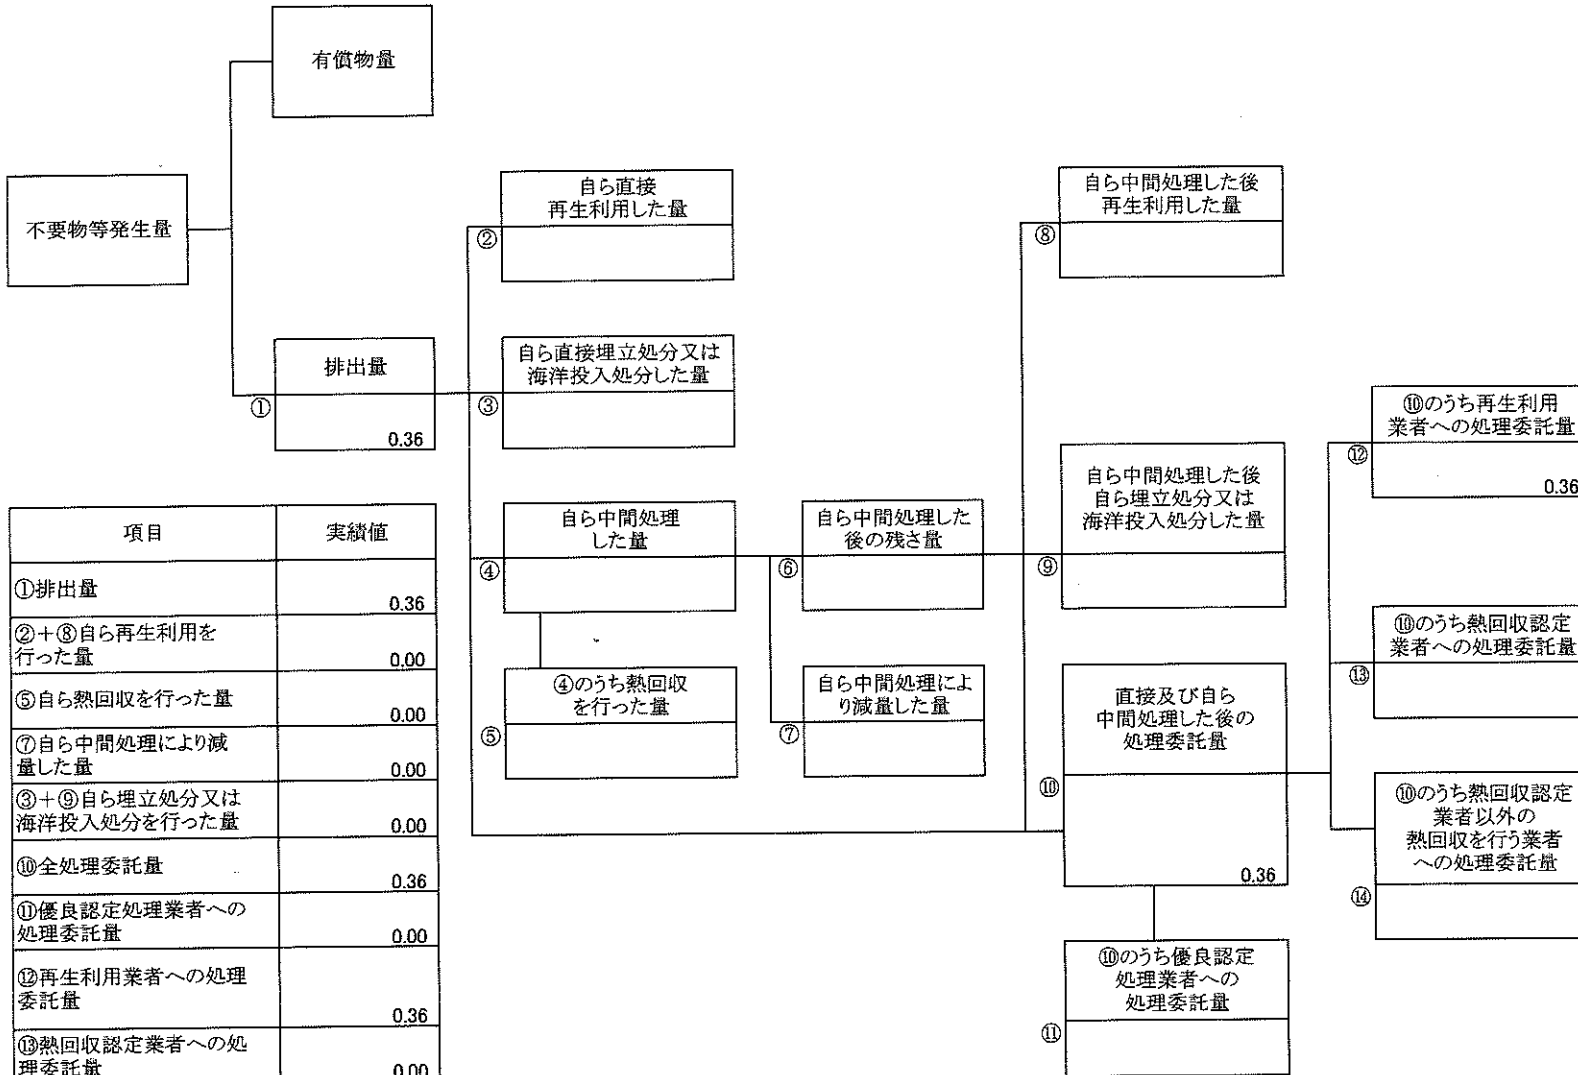 有償物量
不要物等発生量
排出量
①
0.36
自ら直接
再生利用した量
②
自ら直接埋立処分又は
海洋投入処分した量
③
自ら中間処理
した量
④
④のうち熱回収
を行った量
⑤
自ら中間処理した
後の残さ量
⑥
自ら中間処理によ
り減量した量
⑦
自ら中間処理した後
再生利用した量
⑧
自ら中間処理した後
自ら埋立処分又は
海洋投入処分した量
⑨
直接及び自ら
中間処理した後の
処理委託量
⑩
0.36
⑩のうち優良認定
処理業者への
処理委託量
⑪
⑩のうち再生利用
業者への処理委託量
⑫
0.36
⑩のうち熱回収認定
業者への処理委託量
⑬
⑩のうち熱回収認定
業者以外の
熱回収を行う業者
への処理委託量
⑭
項目 実績値
①排出量
0.36
②+⑧自ら再生利用を
行った量 0.00
⑤自ら熱回収を行った量
0.00
⑦自ら中間処理により減
量した量 0.00
③+⑨自ら埋立処分又は
海洋投入処分を行った量 0.00
⑩全処理委託量
0.36
⑪優良認定処理業者への
処理委託量 0.00
⑫再生利用業者への処理
委託量
0.36
⑬熱回収認定業者への処
理委託量 0.00